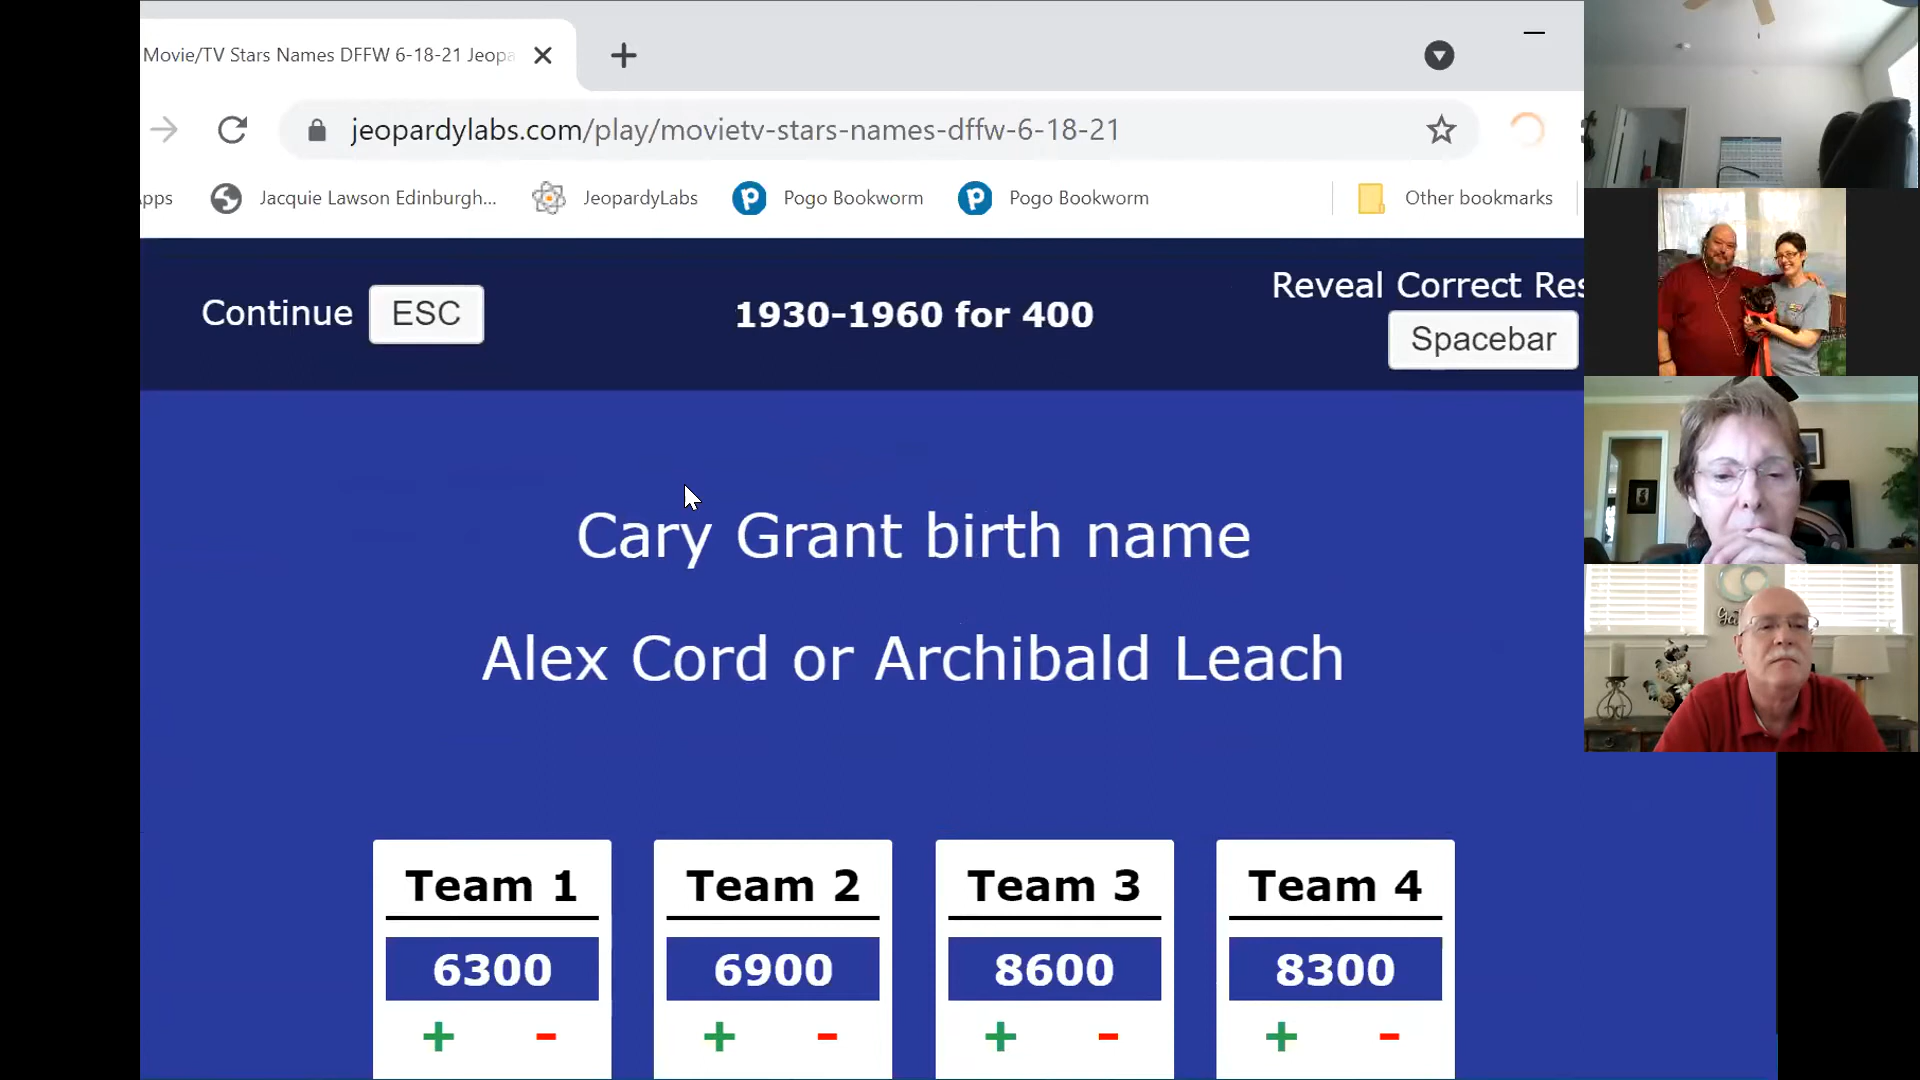 Movie/TV Stars Names DFFW 6-18-21 Jeopa
jeopardylabs.com/play/movietv-stars-names-dffw-6-18-21
pps Jacquie Lawson Edinburgh... JeopardyLabs Pogo Bookworm Pogo Bookworm Other bookmarks
Continue ESC 1930-1960 for 400 Reveal Correct Res
Spacebar
Cary Grant birth name
Alex Cord or Archibald Leach
Team 1 Team 2 Team 3 Team 4
6300 6900 8600 8300
+ - + - + - + -